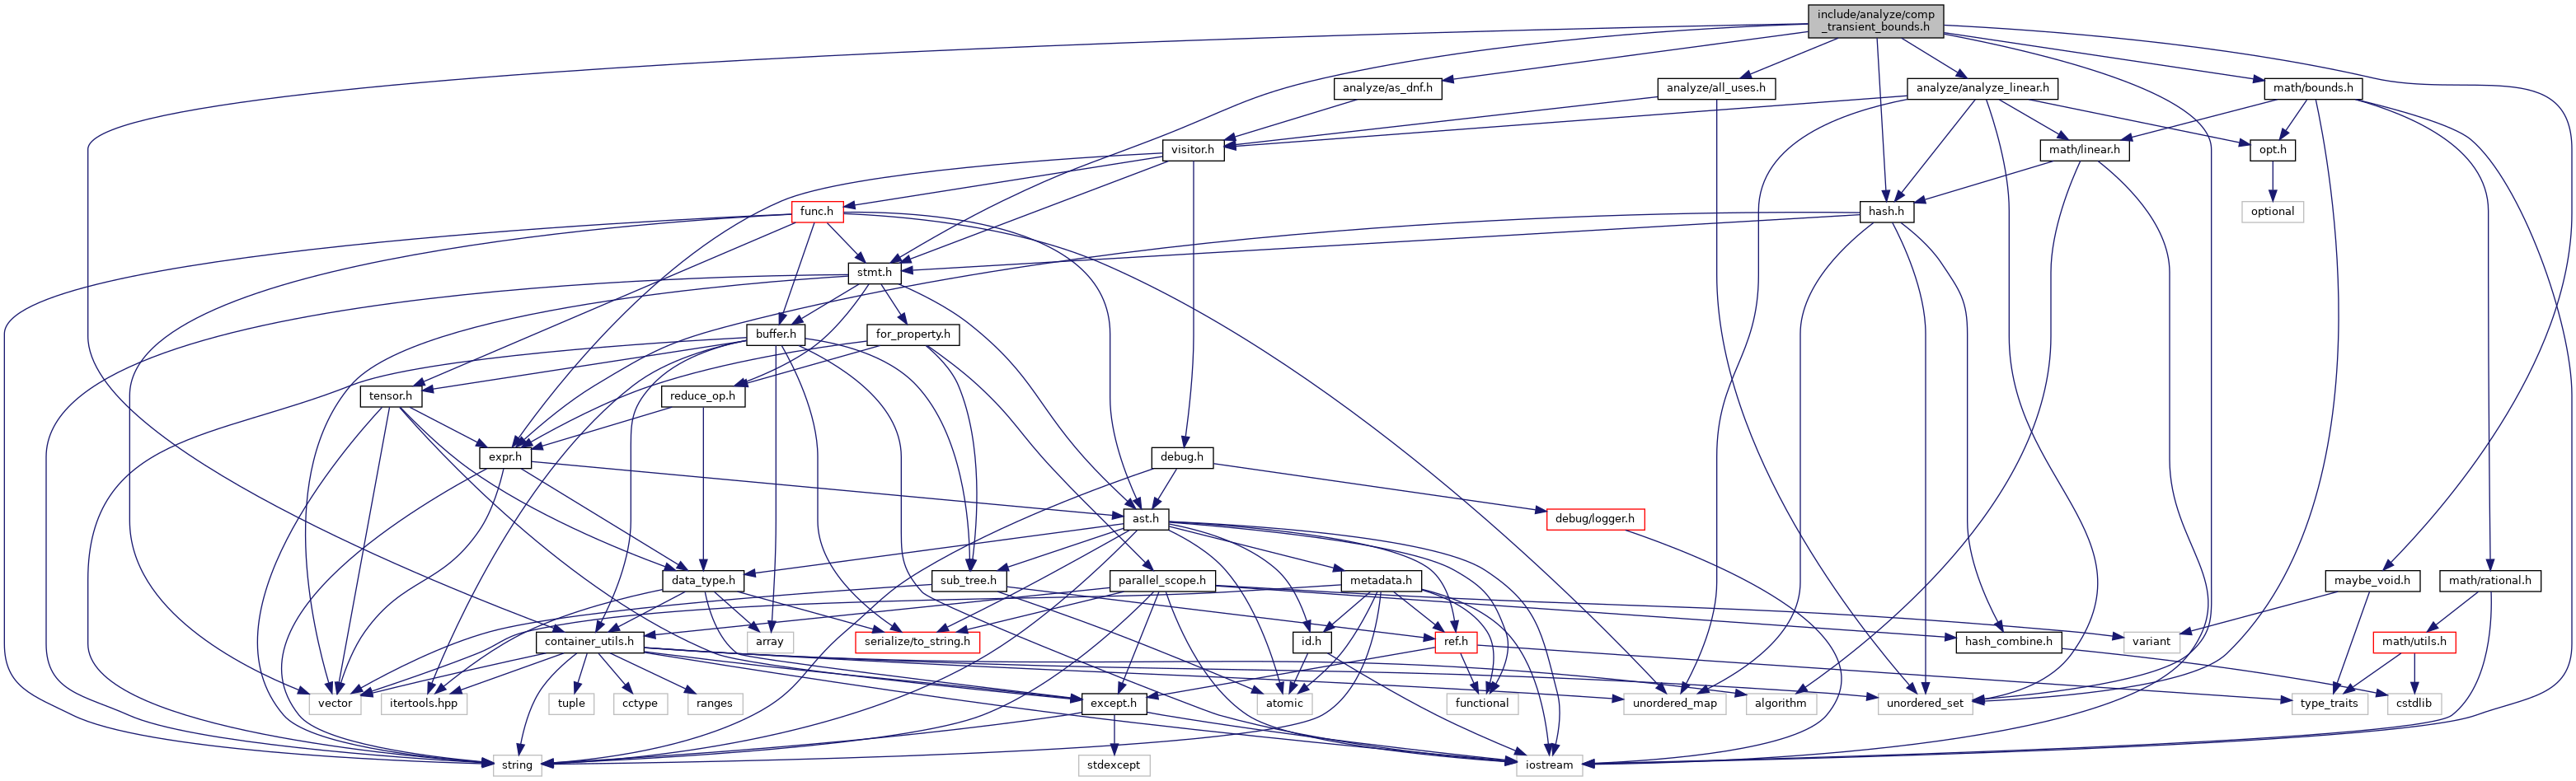 include/analyze/comp
_transient_bounds.h
analyze/as_dnf.h
analyze/all_uses.h
analyze/analyze_linear.h
math/bounds.h
visitor.h
math/linear.h
opt.h
func.h
hash.h
optional
stmt.h
buffer.h
for_property.h
tensor.h
reduce_op.h
expr.h
debug.h
ast.h
debug/logger.h
data_type.h
sub_tree.h
parallel_scope.h
metadata.h
maybe_void.h
math/rational.h
container_utils.h
array
serialize/to_string.h
id.h
ref.h
hash_combine.h
variant
math/utils.h
vector
itertools.hpp
tuple
cctype
ranges
except.h
atomic
functional
unordered_map
algorithm
unordered_set
type_traits
cstdlib
string
stdexcept
iostream